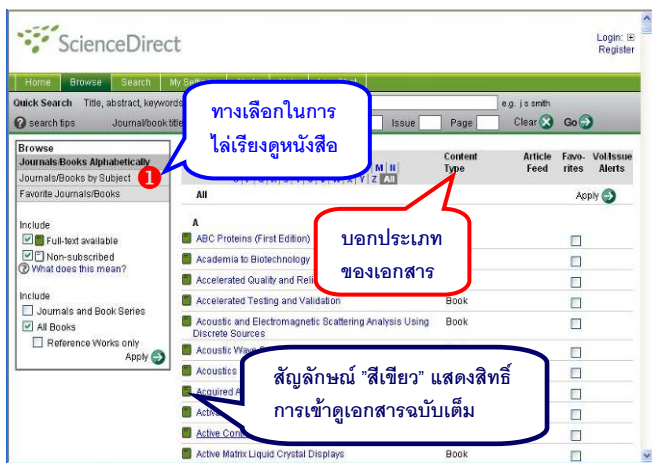 ScienceDirect
Login:
Register
Home Browse Search
Quick Search Title, abstract, keywords e.g. j s smith
search tips Journal/book title Issue Page Clear Go
ทางเลือกในการ
ไล่เรียงดูหนังสือ
Browse
Journals/Books Alphabetically
Journals/Books by Subject
Favorite Journals/Books
1
Include
Full-text available
Non-subscribed
What does this mean?
Include
Journals and Book Series
All Books
Reference Works only
Apply
M N
Z All
Content Type
Article Feed
Favo-rites
Vol/Issue Alerts
All
Apply
บอกประเภท
ของเอกสาร
A
ABC Proteins (First Edition)
Academia to Biotechnology
Accelerated Quality and
Accelerated Testing and Validation Book
Acoustic and Electromagnetic Scattering Analysis Using Book
Discrete Sources
Acoustic
Acoustics
Acquired
Active Matrix Liquid Crystal Displays Book
สัญลักษณ์ "สีเขียว" แสดงสิทธิ์
การเข้าดูเอกสารฉบับเต็ม